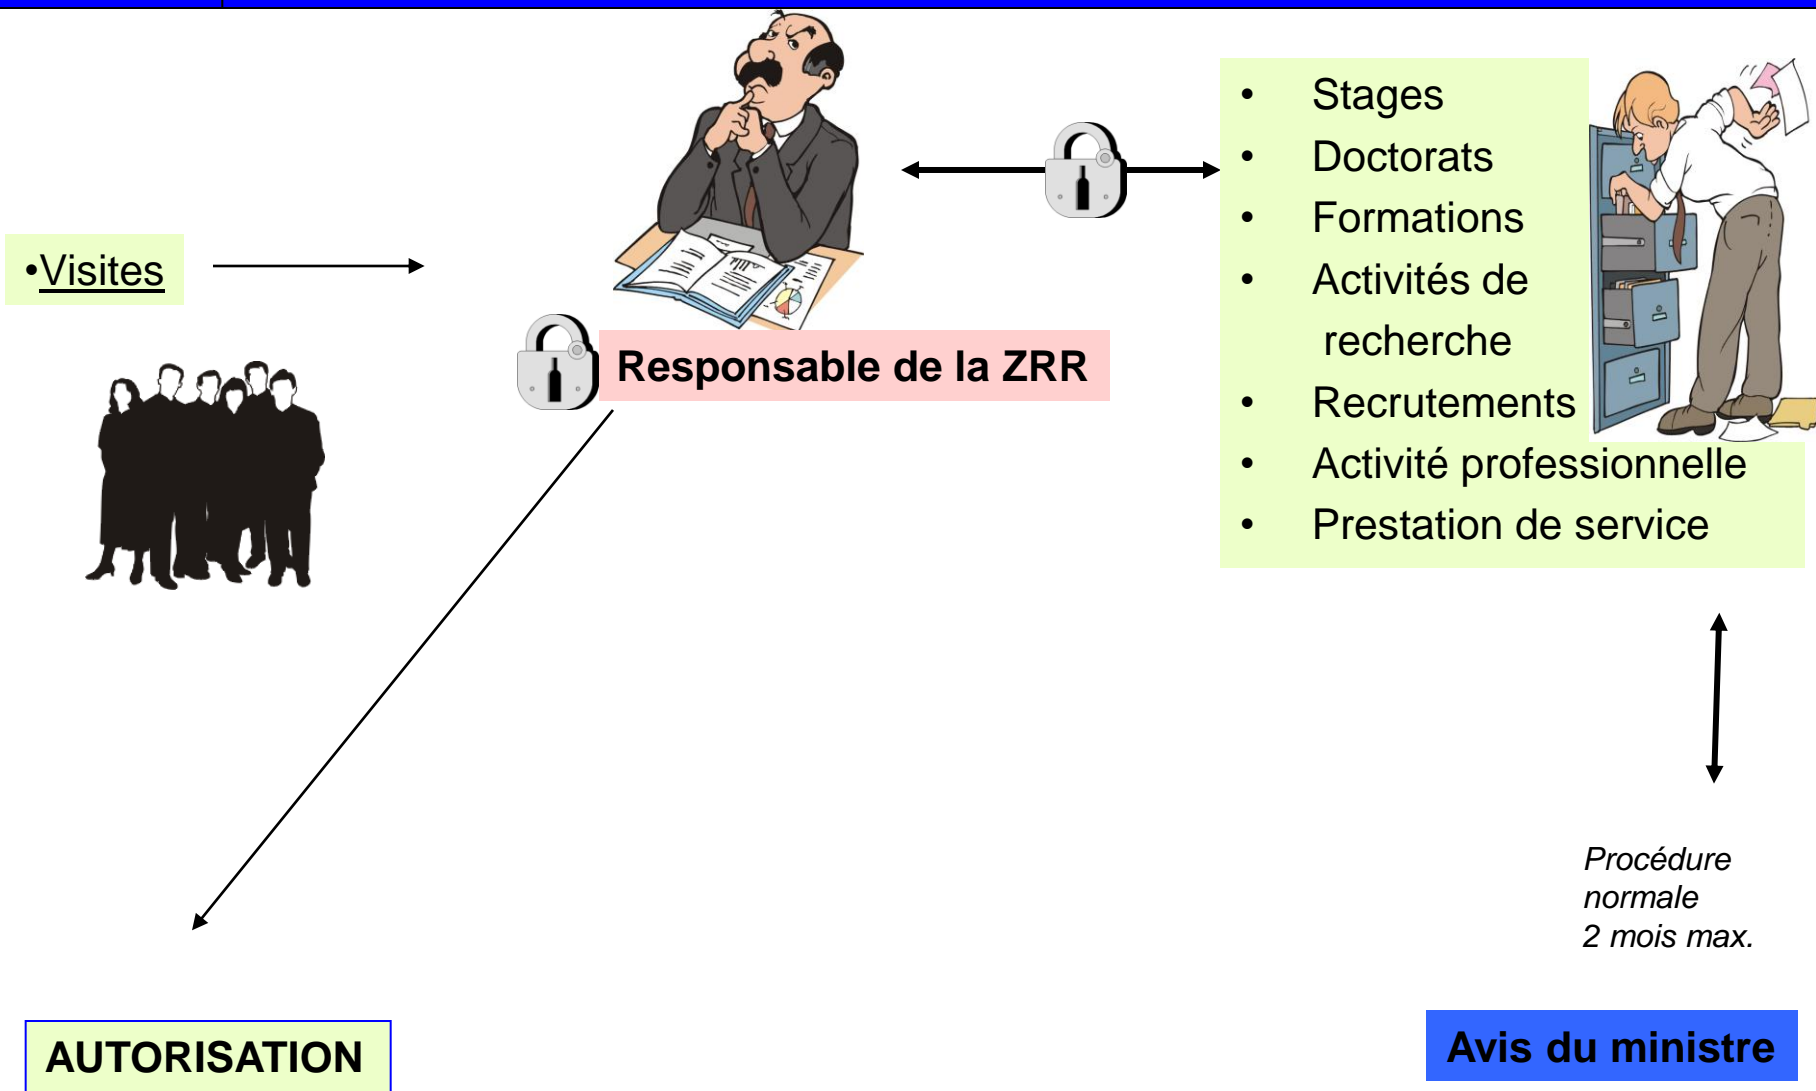 •Visites
Responsable de la ZRR
• Stages
• Doctorats
• Formations
• Activités de
recherche
• Recrutements
• Activité professionnelle
• Prestation de service
Procédure
normale
2 mois max.
AUTORISATION
Avis du ministre